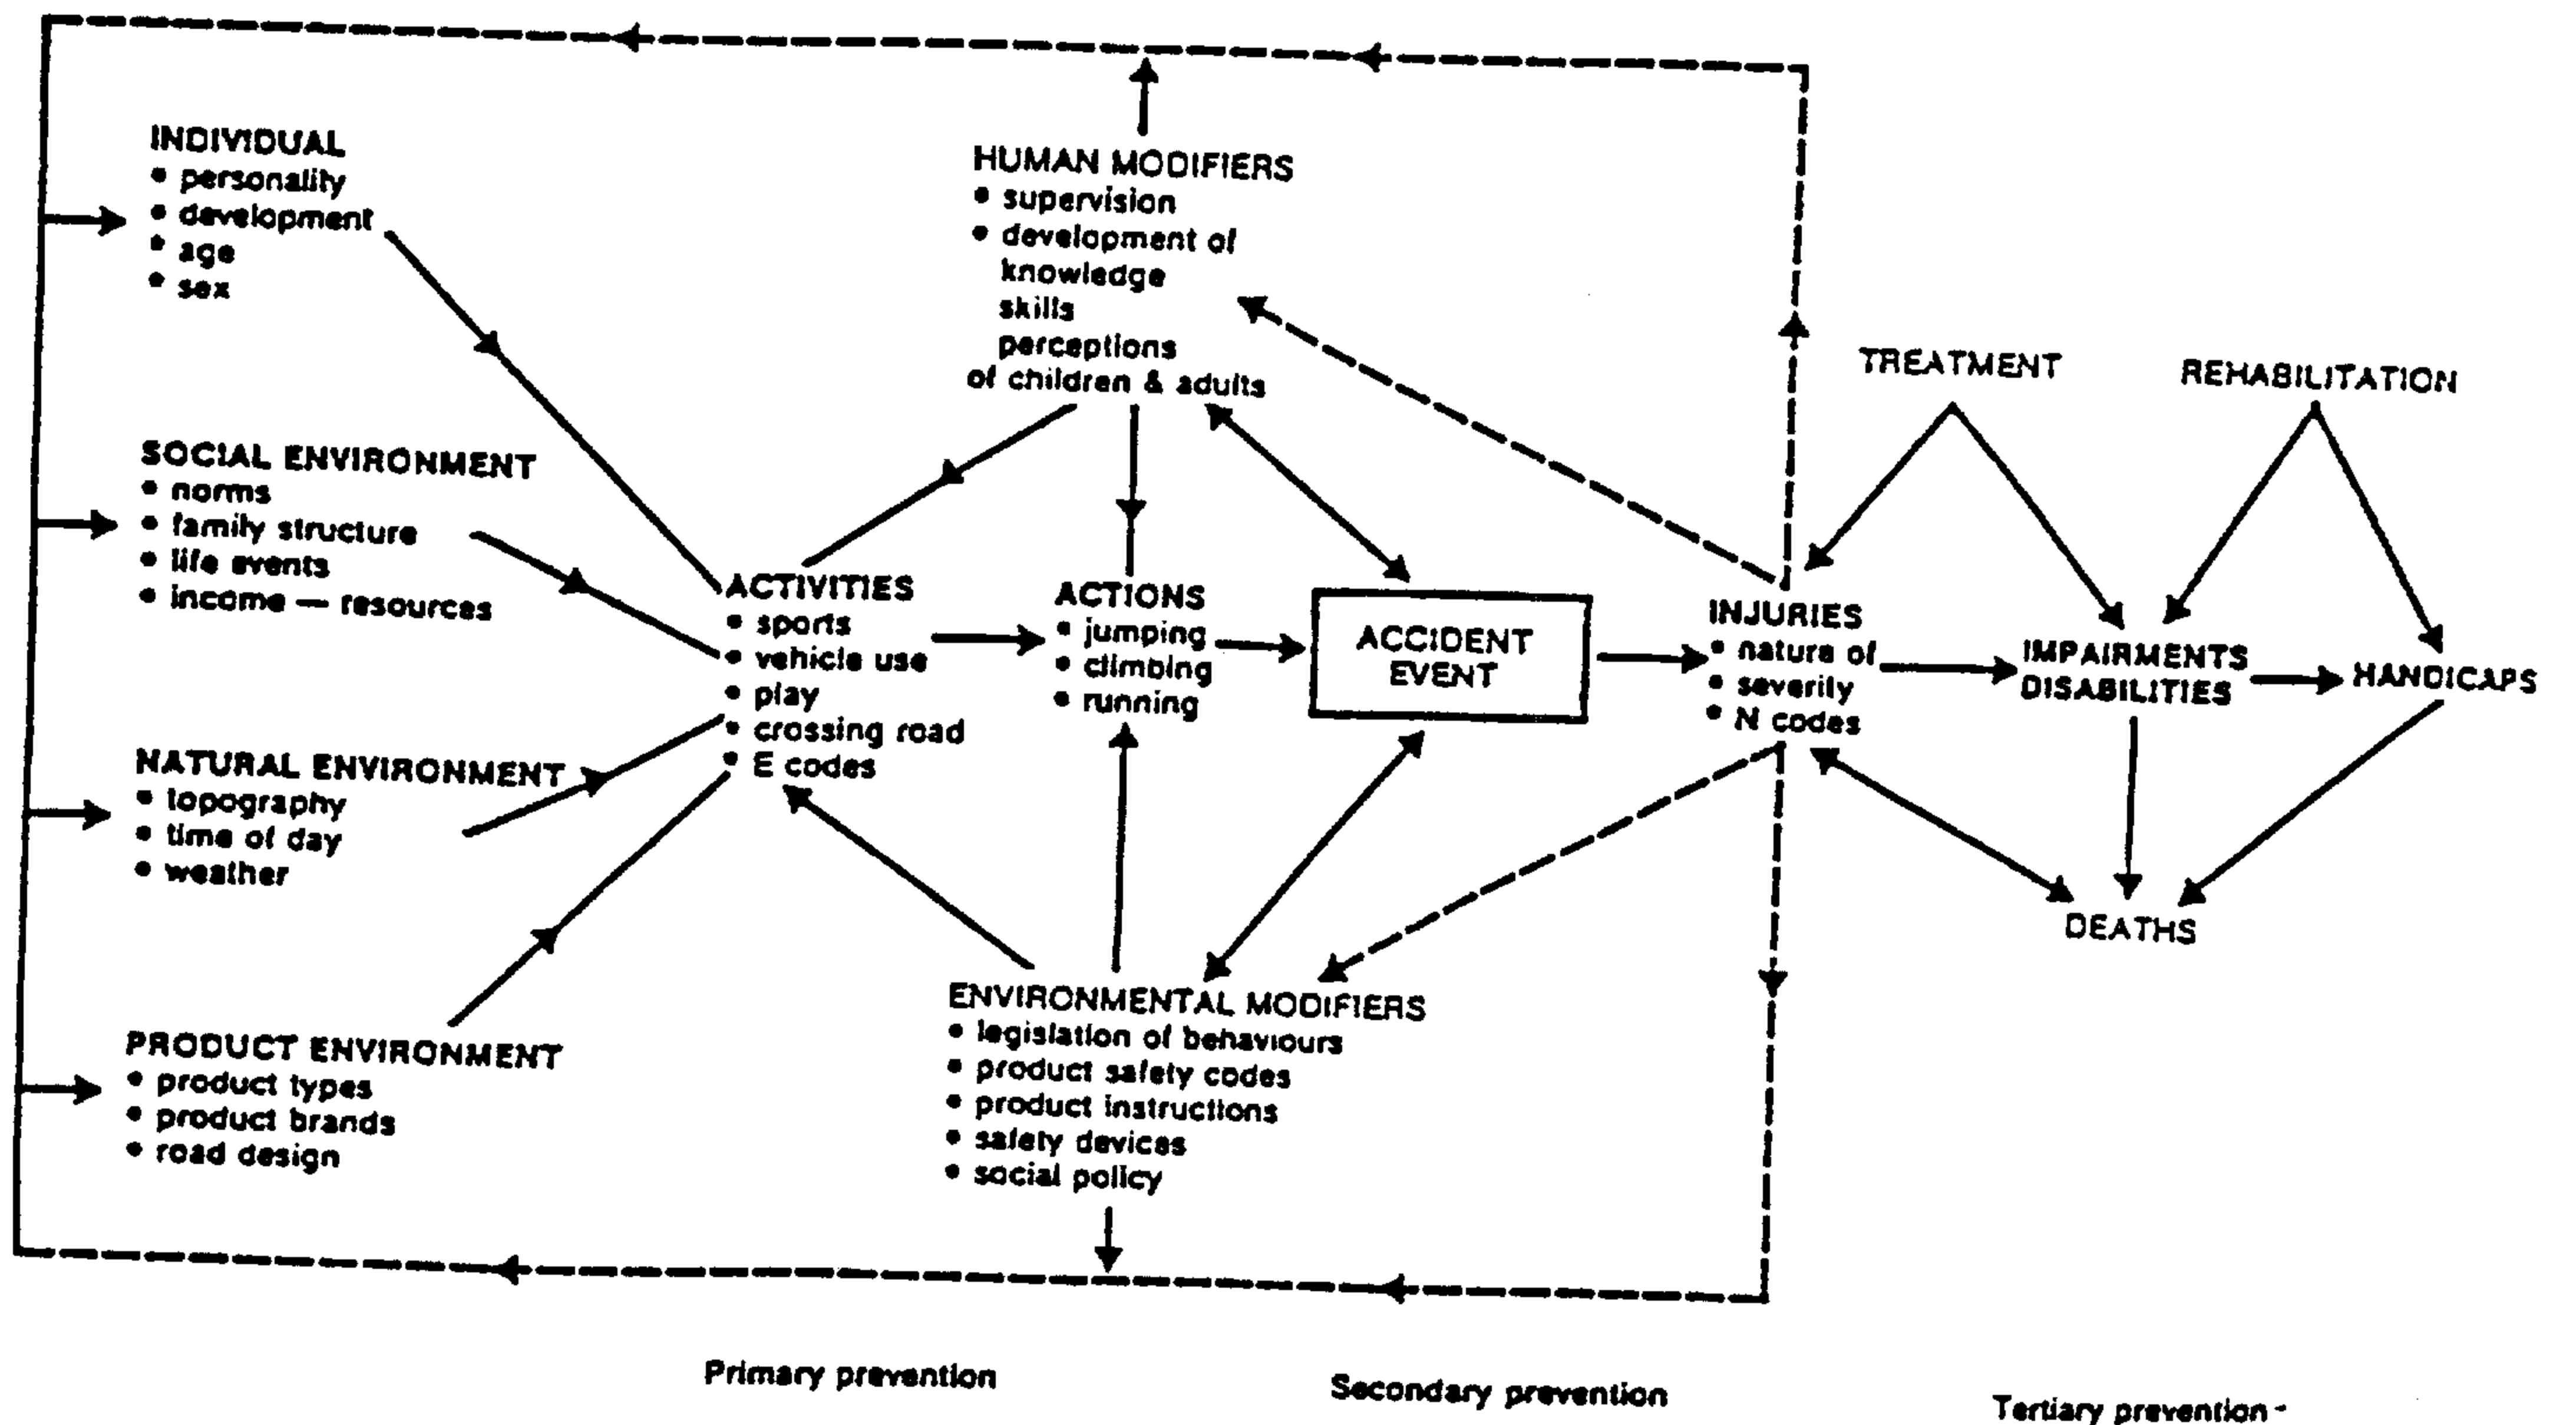 INDIVIDUAL
• personality
• development
• age
• sex
SOCIAL ENVIRONMENT
• norms
• family structure
• life events
• income — resources
NATURAL ENVIRONMENT
• topography
• time of day
• weather
PRODUCT ENVIRONMENT
• product types
• product brands
• road design
HUMAN MODIFIERS
• supervision
• development of
knowledge
skills
perceptions
of children & adults
ACTIVITIES
• sports
• vehicle use
• play
• crossing road
• E codes
ACTIONS
• jumping
• climbing
• running
ACCIDENT
EVENT
ENVIRONMENTAL MODIFIERS
• legislation of behaviours
• product safety codes
• product instructions
• safety devices
• social policy
INJURIES
• nature of
• severity
• N codes
TREATMENT
REHABILITATION
IMPAIRMENTS
DISABILITIES
HANDICAPS
DEATHS
Primary prevention
Secondary prevention
Tertiary prevention -